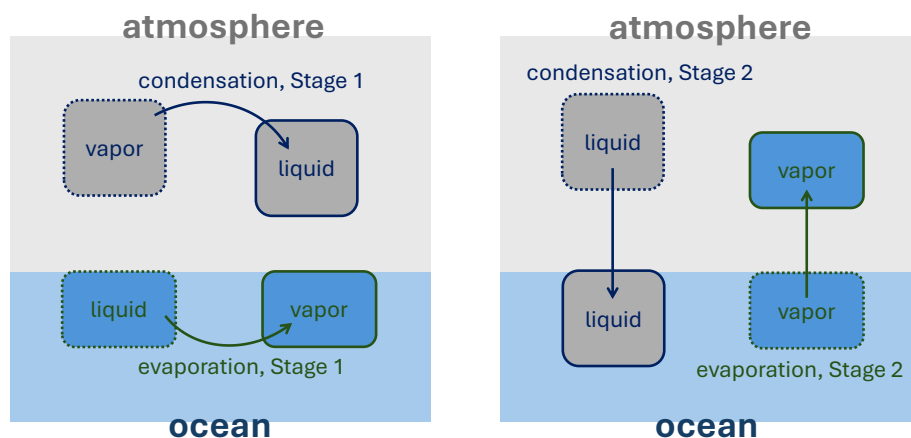 atmosphere
condensation, Stage 1
vapor
liquid
liquid
vapor
evaporation, Stage 1
ocean
atmosphere
condensation, Stage 2
liquid
vapor
liquid
vapor
evaporation, Stage 2
ocean